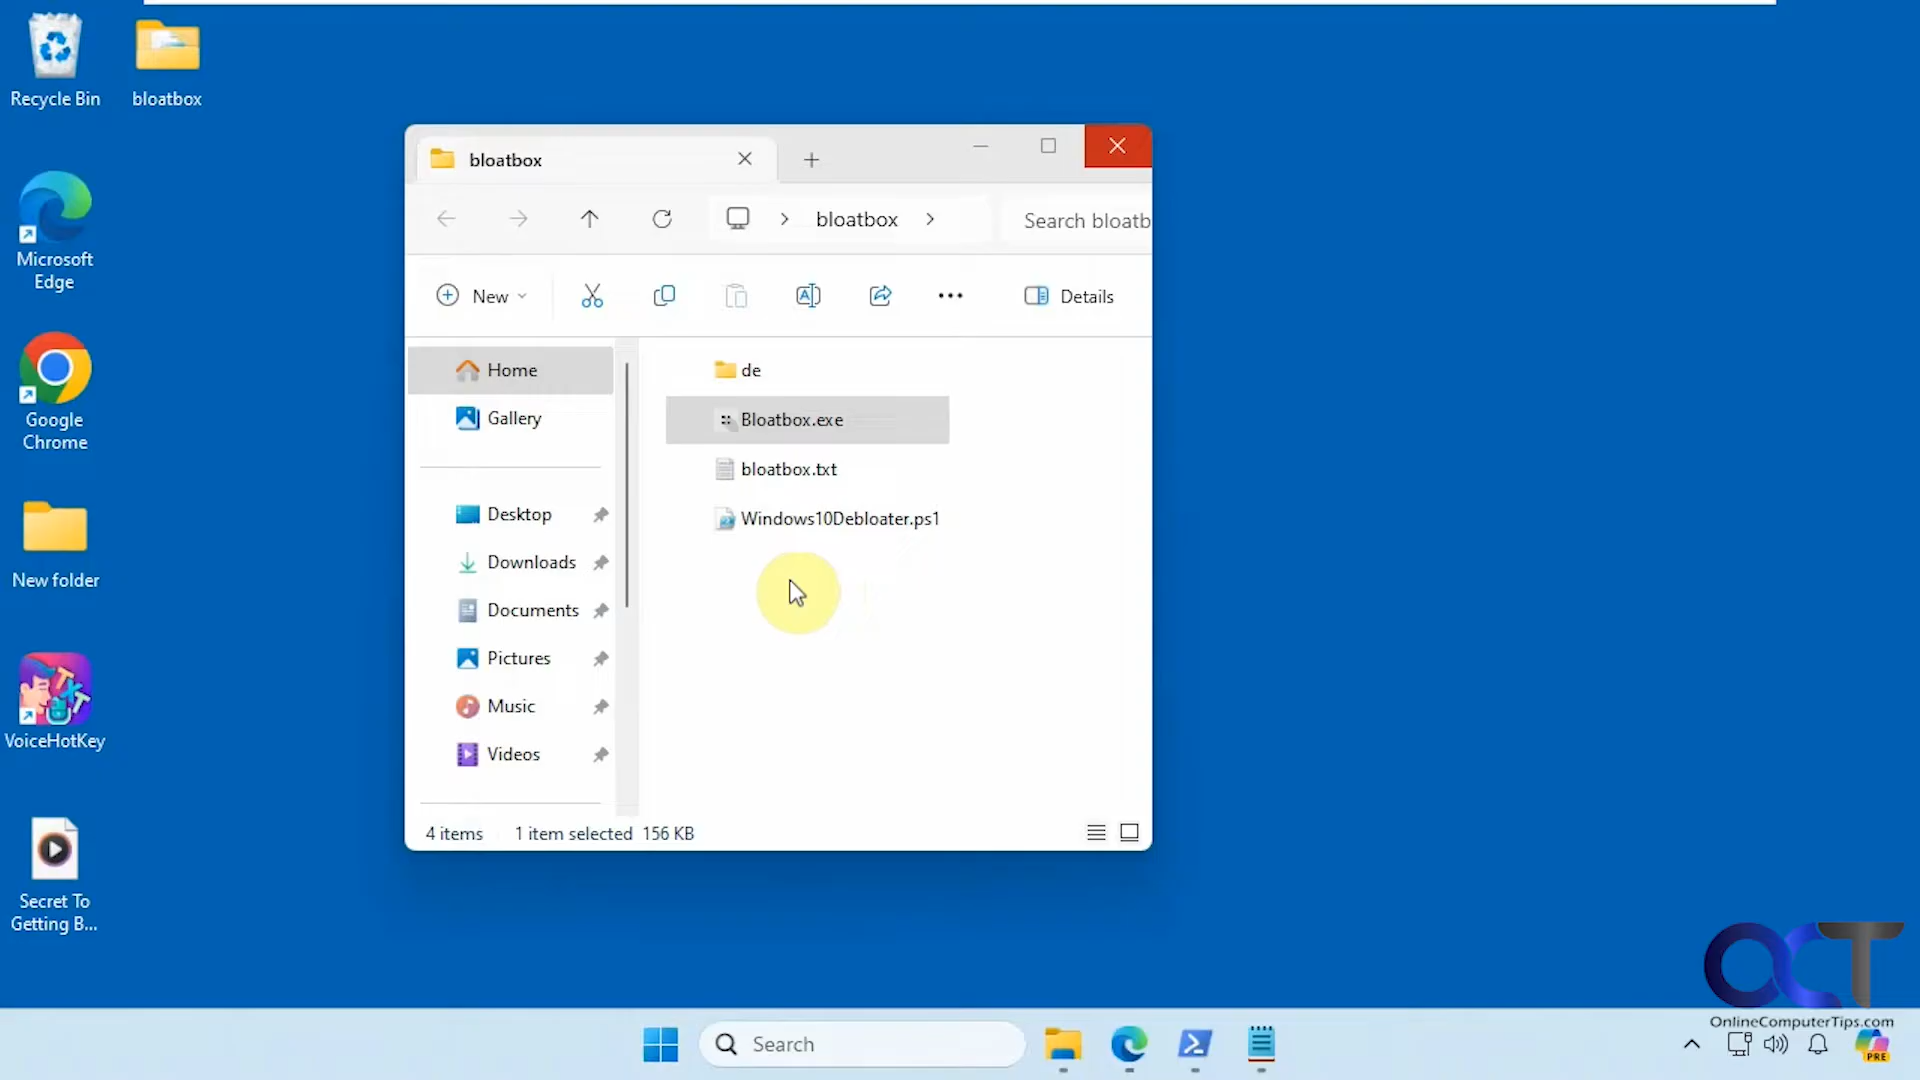 Recycle Bin
bloatbox
Microsoft
Edge
Google
Chrome
New folder
VoiceHotKey
TXT
Secret To
Getting B...
bloatbox
bloatbox
Search bloatb
New
Details
Home
Gallery
Desktop
Downloads
Documents
Pictures
Music
Videos
de
Bloatbox.exe
bloatbox.txt
Windows10Debloater.ps1
4 items
1 item selected 156 KB
Search
OCT
OnlineComputerTips.com
PRE